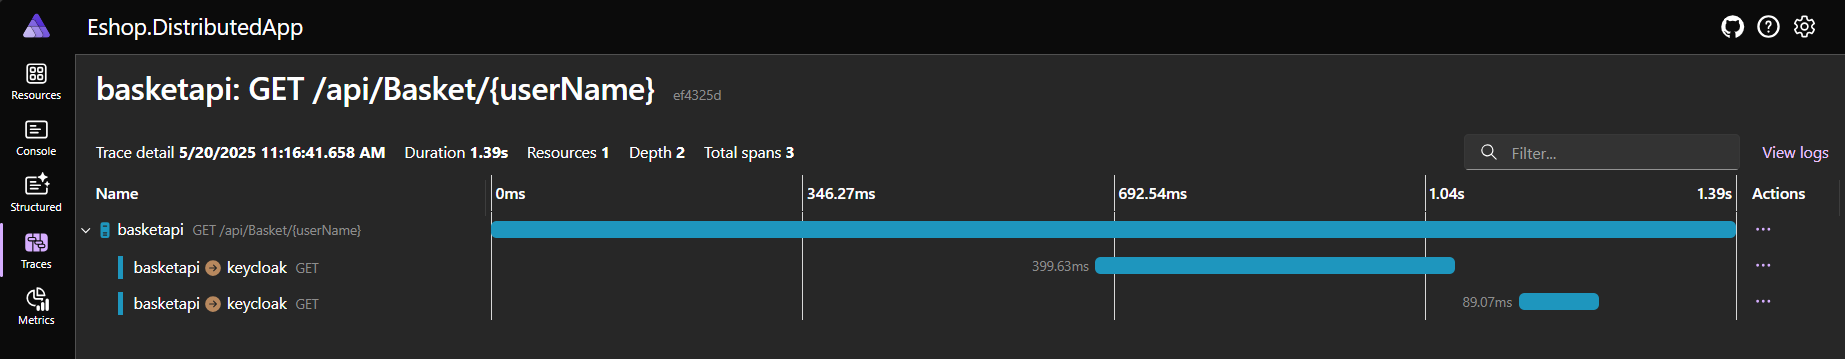 Eshop.DistributedApp
Resources
Console
Structured
Traces
Metrics
basketapi: GET /api/Basket/{userName} ef4325d
Trace detail 5/20/2025 11:16:41.658 AM Duration 1.39s Resources 1 Depth 2 Total spans 3
Filter...
View logs
Name 0ms 346.27ms 692.54ms 1.04s 1.39s Actions
basketapi GET /api/Basket/{userName}
basketapi keycloak GET 399.63ms
basketapi keycloak GET 89.07ms